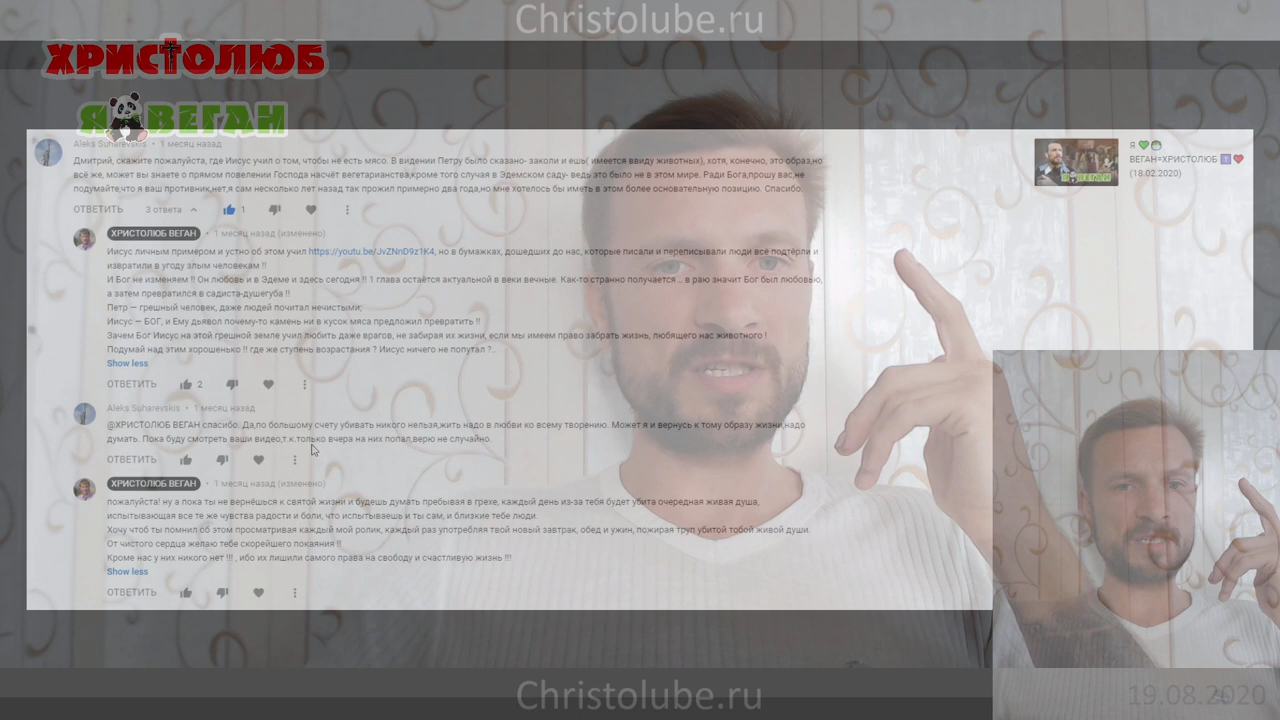 Christolube.ru
ХРИСТОЛЮБ
Я ВЕГАН
Aleks Suharevskis • 1 месяц назад
Дмитрий, скажите пожалуйста, где Иисус учил о том, чтобы не есть мясо. В видении Петру было сказано- заколи и ешь( имеется ввиду животных), хотя, конечно, это образ,но
всё же, может вы знаете о прямом повелении Господа насчёт вегетарианства,кроме того случая в Эдемском саду- ведь это было не в этом мире. Ради Бога,прошу вас,не
подумайте,что я ваш противник,нет,я сам несколько лет назад так прожил примерно два года,но мне хотелось бы иметь в этом более основательную позицию. Спасибо.
ОТВЕТИТЬ 3 ответа 1
Я
ВЕГАН=ХРИСТОЛЮБ
(18.02.2020)
Я ВЕГАН
ХРИСТОЛЮБ ВЕГАН • 1 месяц назад (изменено)
Иисус личным примером и устно об этом учил https://youtu.be/JvZNnD9z1K4, но в бумажках, дошедших до нас, которые писали и переписывали люди всё подтёрли и
извратили в угоду злым человекам !!
И Бог не изменяем !! Он любовь и в Эдеме и здесь сегодня !! 1 глава остаётся актуальной в веки вечные. Как-то странно получается .. в раю значит Бог был любовью,
а затем превратился в садиста-душегуба !!
Петр — грешный человек, даже людей почитал нечистыми;
Иисус — БОГ, и Ему дьявол почему-то камень ни в кусок мяса предложил превратить !!
Зачем Бог Иисус на этой грешной земле учил любить даже врагов, не забирая их жизни, если мы имеем право забрать жизнь, любящего нас животного !
Подумай над этим хорошенько !! где же ступень возрастания ? Иисус ничего не попутал ?..
Show less
ОТВЕТИТЬ 2
Aleks Suharevskis • 1 месяц назад
@ХРИСТОЛЮБ ВЕГАН спасибо. Да,по большому счету убивать никого нельзя,жить надо в любви ко всему творению. Может я и вернусь к тому образу жизни,надо
думать. Пока буду смотреть ваши видео,т.к.только вчера на них попал,верю не случайно.
ОТВЕТИТЬ
ХРИСТОЛЮБ ВЕГАН • 1 месяц назад (изменено)
пожалуйста! ну а пока ты не вернёшься к святой жизни и будешь думать пребывая в грехе, каждый день из-за тебя будет убита очередная живая душа,
испытывающая все те же чувства радости и боли, что испытываешь и ты сам, и близкие тебе люди.
Хочу чтоб ты помнил об этом просматривая каждый мой ролик, каждый раз употребляя твой новый завтрак, обед и ужин, пожирая труп убитой тобой живой души.
От чистого сердца желаю тебе скорейшего покаяния !!
Кроме нас у них никого нет !!! , ибо их лишили самого права на свободу и счастливую жизнь !!!
Show less
ОТВЕТИТЬ
Christolube.ru
19.08.2020